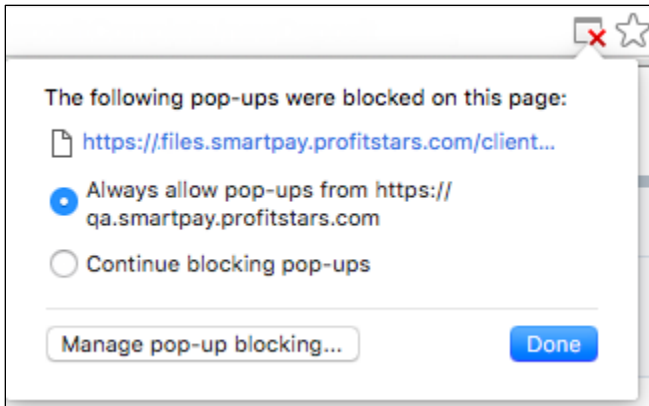 The following pop-ups were blocked on this page:
https://files.smartpay.profitstars.com/client...
Always allow pop-ups from https://
qa.smartpay.profitstars.com
Continue blocking pop-ups
Manage pop-up blocking...
Done